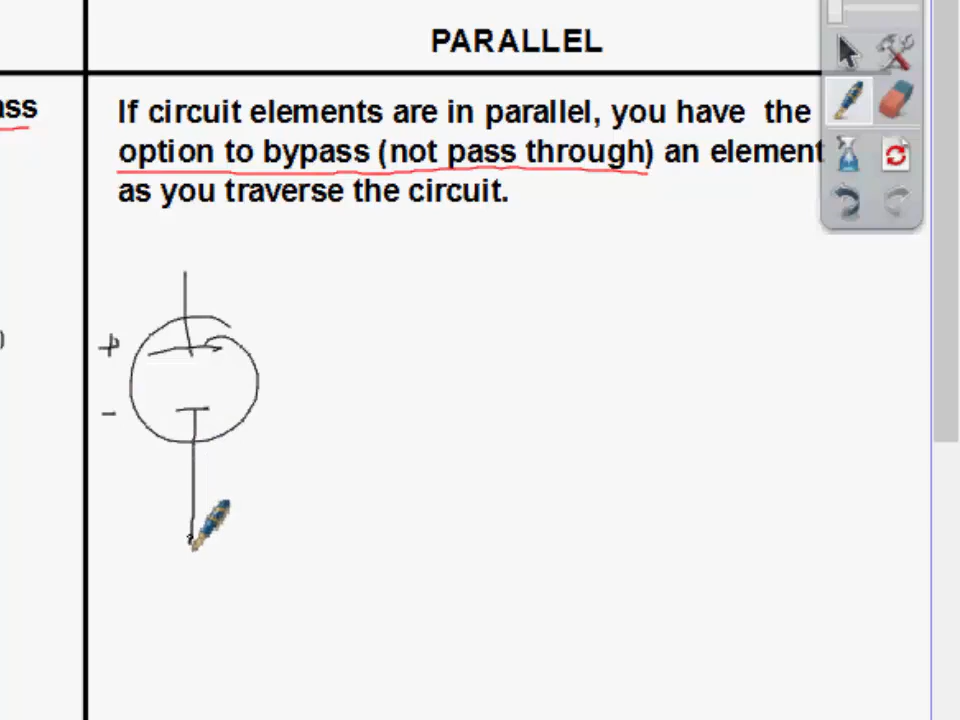 PARALLEL
ass
If circuit elements are in parallel, you have the
option to bypass (not pass through) an element
as you traverse the circuit.
+
-